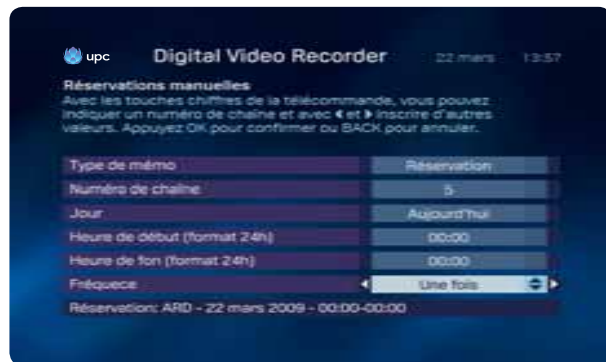 upc Digital Video Recorder 22 mars 13:57
Réservations manuelles
Avec les touches chiffres de la télécommande, vous pouvez
indiquer un numéro de chaîne et avec ◀ et ▶ inscrire d'autres
valeurs. Appuyez OK pour confirmer ou BACK pour annuler.
Type de mémo Réservation
Numéro de chaîne 5
Jour Aujourd'hui
Heure de début (format 24h) 00:00
Heure de fon (format 24h) 00:00
Fréquece Une fois
Réservation: ARD - 22 mars 2009 - 00:00-00:00